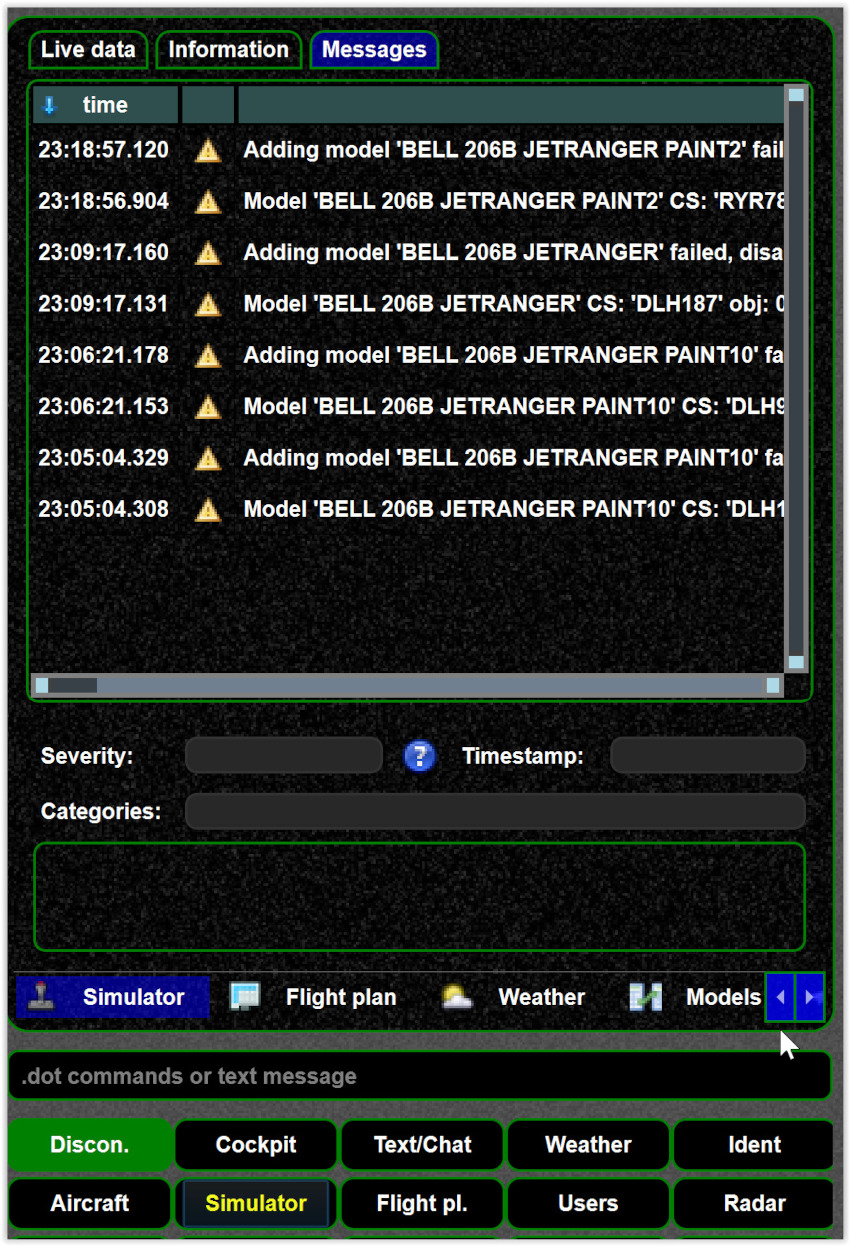 Live data Information Messages
time
23:18:57.120 Adding model 'BELL 206B JETRANGER PAINT2' fail
23:18:56.904 Model 'BELL 206B JETRANGER PAINT2' CS: 'RYR78
23:09:17.160 Adding model 'BELL 206B JETRANGER' failed, disa
23:09:17.131 Model 'BELL 206B JETRANGER' CS: 'DLH187' obj: 0
23:06:21.178 Adding model 'BELL 206B JETRANGER PAINT10' fa
23:06:21.153 Model 'BELL 206B JETRANGER PAINT10' CS: 'DLH9
23:05:04.329 Adding model 'BELL 206B JETRANGER PAINT10' fa
23:05:04.308 Model 'BELL 206B JETRANGER PAINT10' CS: 'DLH1
Severity: ? Timestamp:
Categories:
Simulator Flight plan Weather Models
.dot commands or text message
Discon. Cockpit Text/Chat Weather Ident
Aircraft Simulator Flight pl. Users Radar